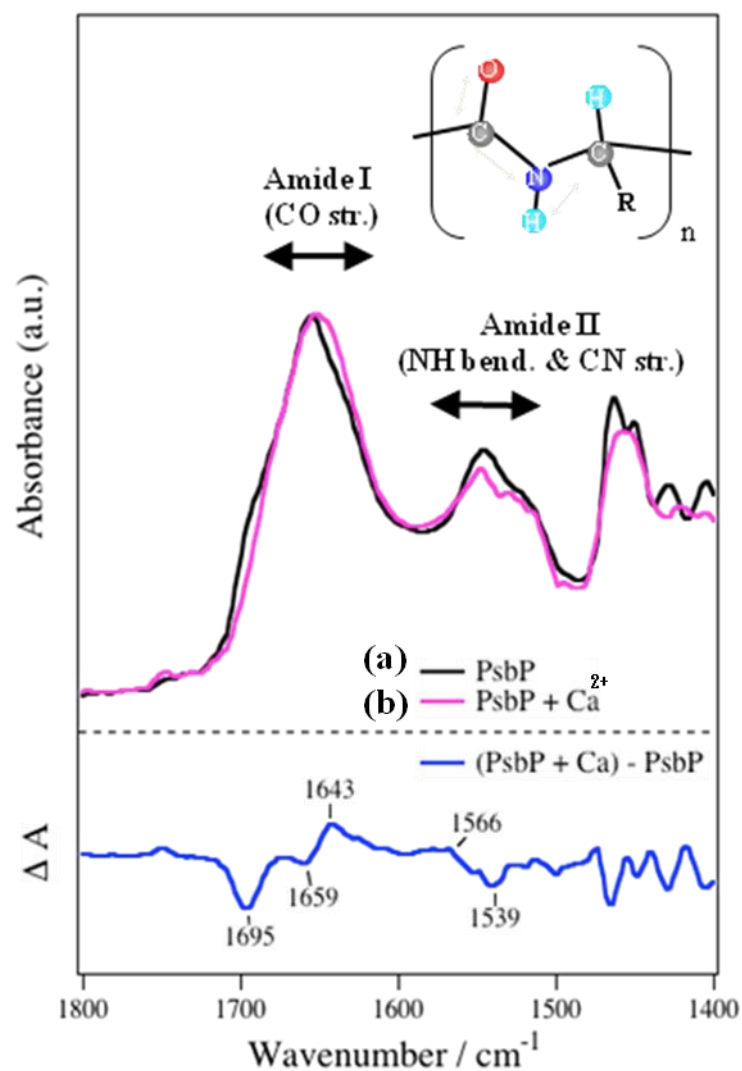 O
H
C
C
N
R
H
n
Amide I
(CO str.)
Amide II
(NH bend. & CN str.)
Absorbance (a.u.)
(a) PsbP
(b) PsbP + Ca2+
(PsbP + Ca) - PsbP
Δ A
1643
1566
1659
1539
1695
1800 1700 1600 1500 1400
Wavenumber / cm-1